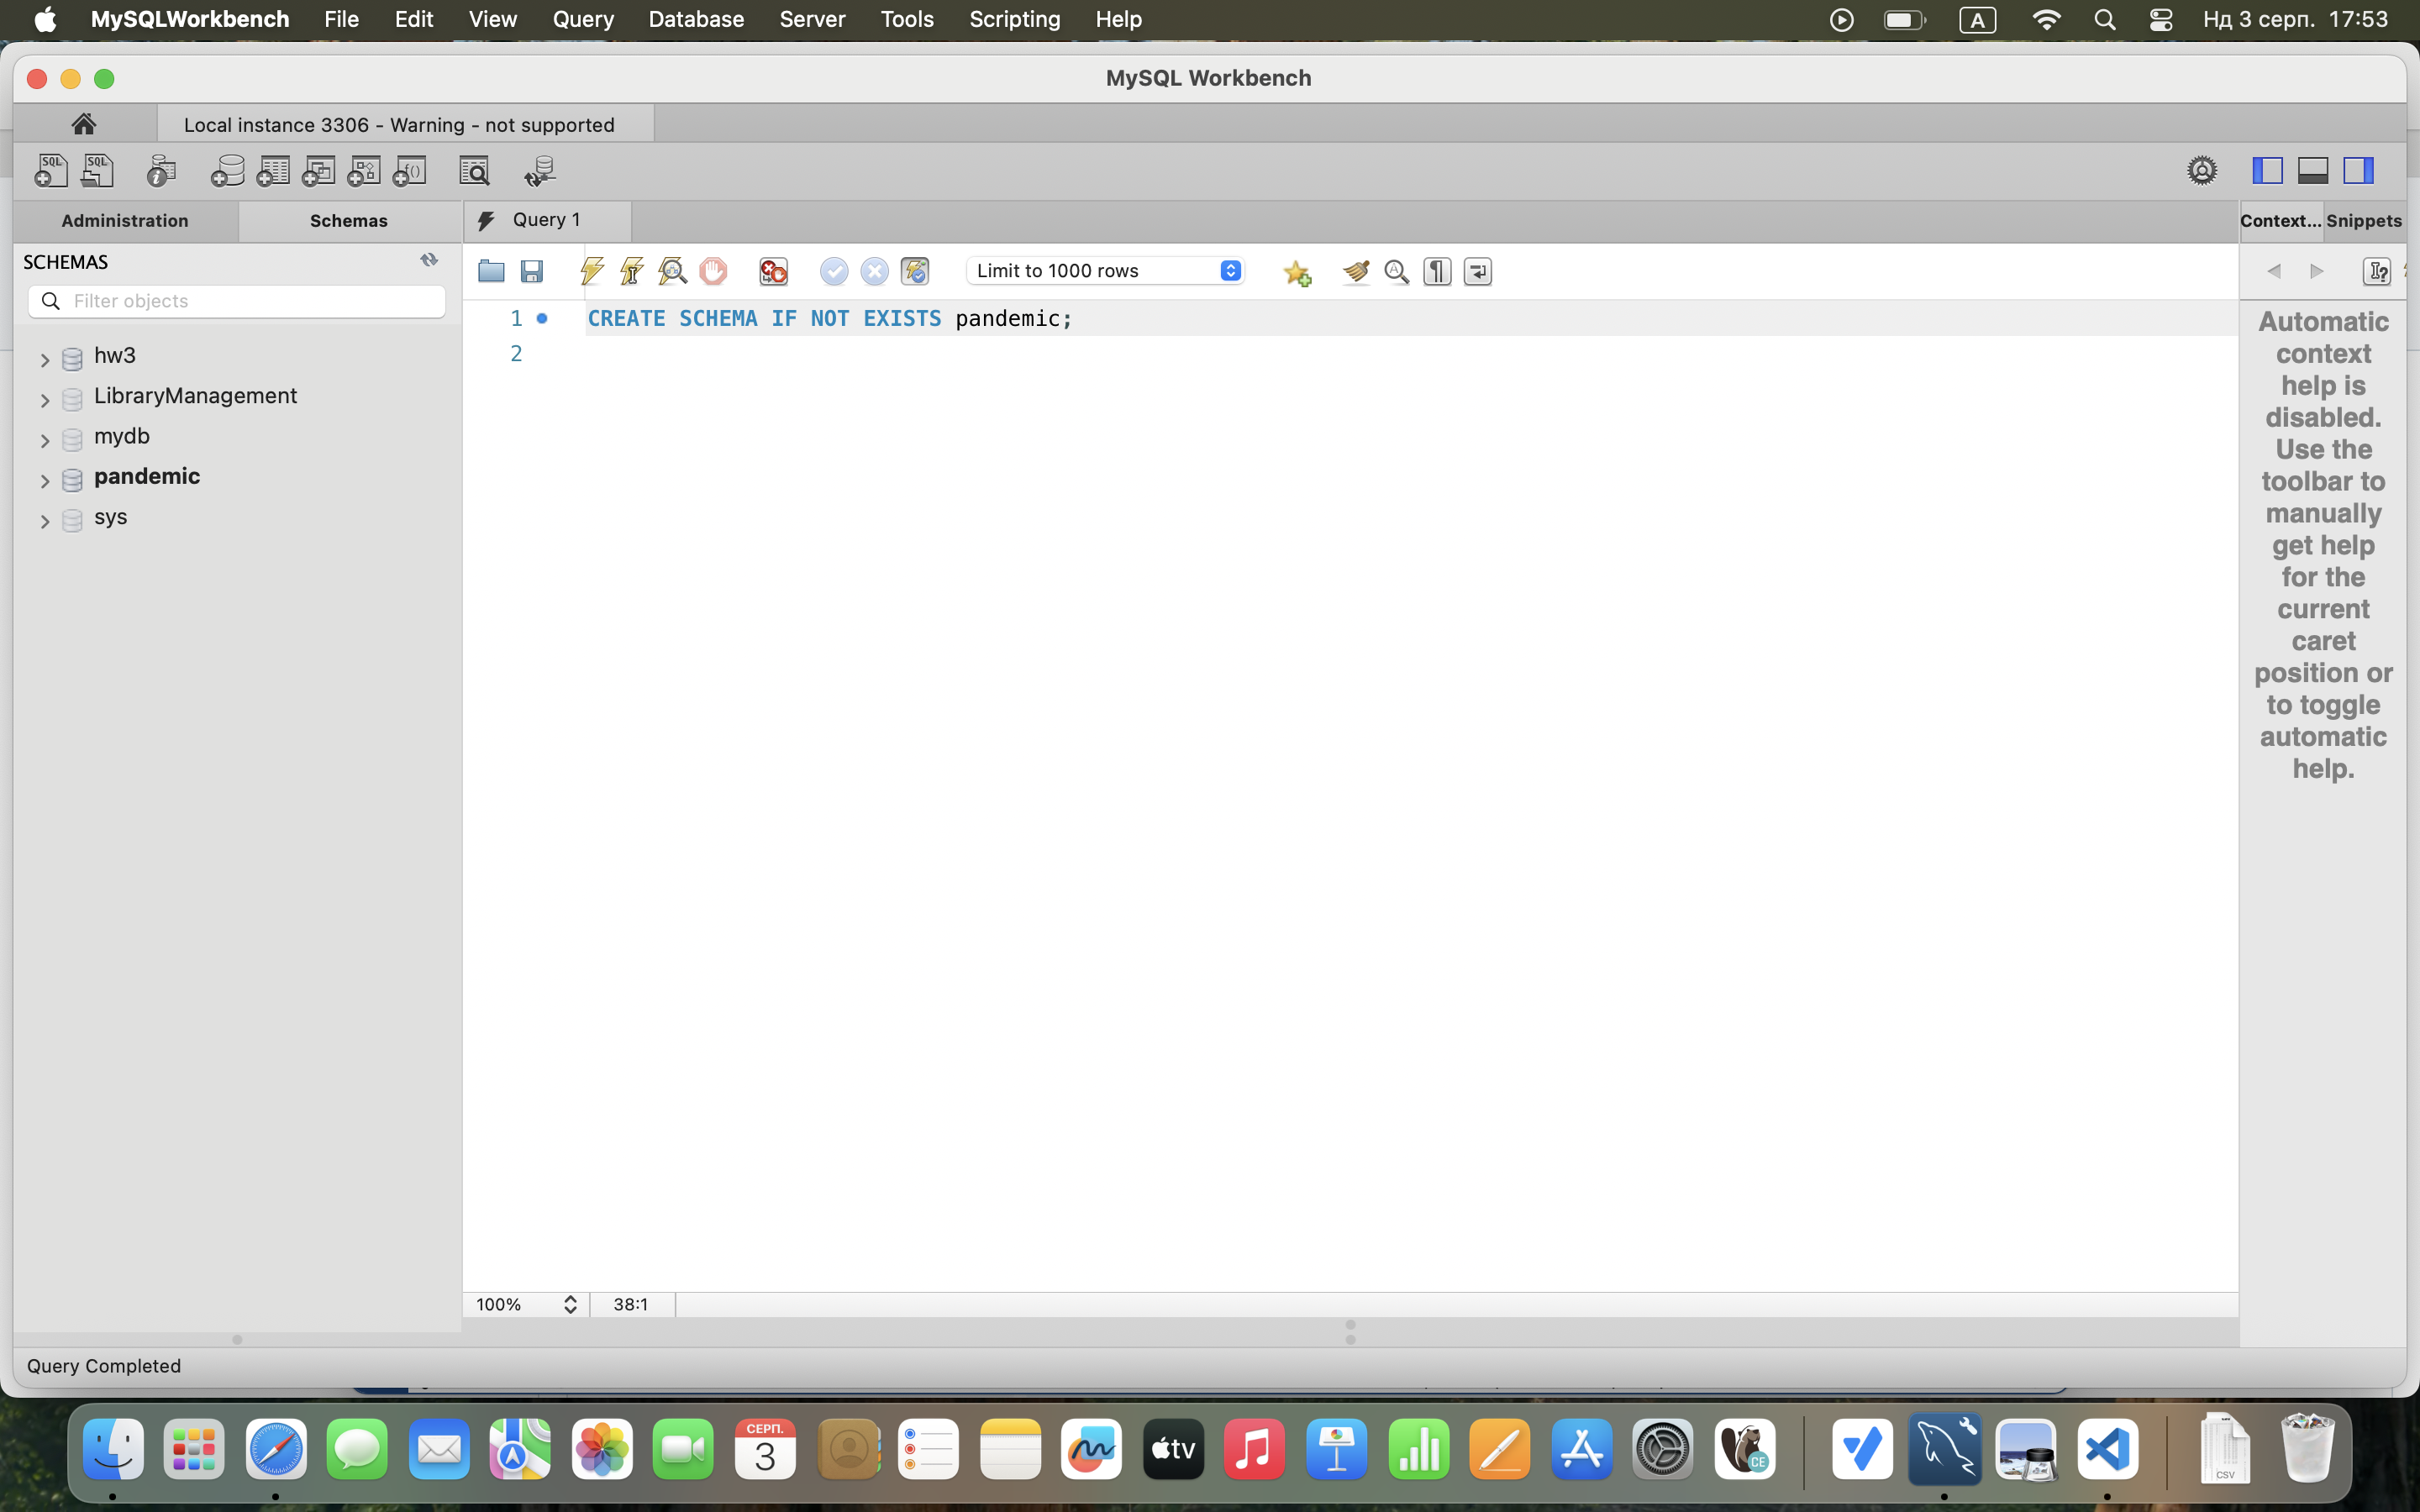 MySQLWorkbench File Edit View Query Database Server Tools Scripting Help A Нд 3 серп. 17:53
MySQL Workbench
Local instance 3306 - Warning - not supported
SQL SQL f()
Administration Schemas Query 1 Context... Snippets
SCHEMAS
Limit to 1000 rows
Filter objects
1 CREATE SCHEMA IF NOT EXISTS pandemic;
2
hw3
LibraryManagement
mydb
pandemic
sys
Automatic
context
help is
disabled.
Use the
toolbar to
manually
get help
for the
current
caret
position or
to toggle
automatic
help.
100% 38:1
Query Completed
СЕРП.
3
tv
CE
CSV